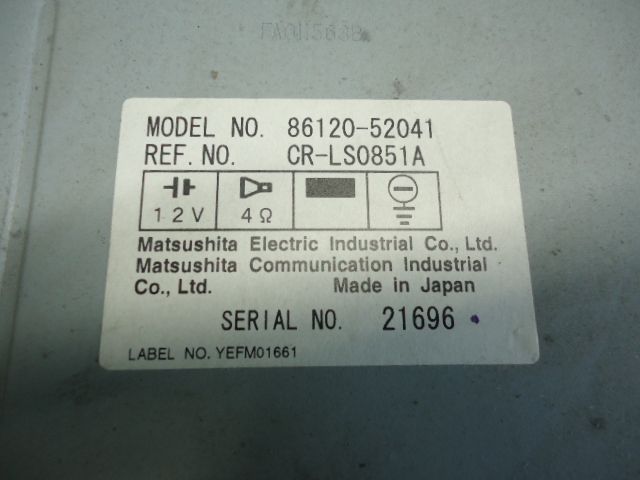 MODEL NO. 86120-52041
REF. NO. CR-LS0851A
12V 4Ω
Matsushita Electric Industrial Co., Ltd.
Matsushita Communication Industrial
Co., Ltd. Made in Japan
SERIAL NO. 21696
LABEL NO. YEFM01661